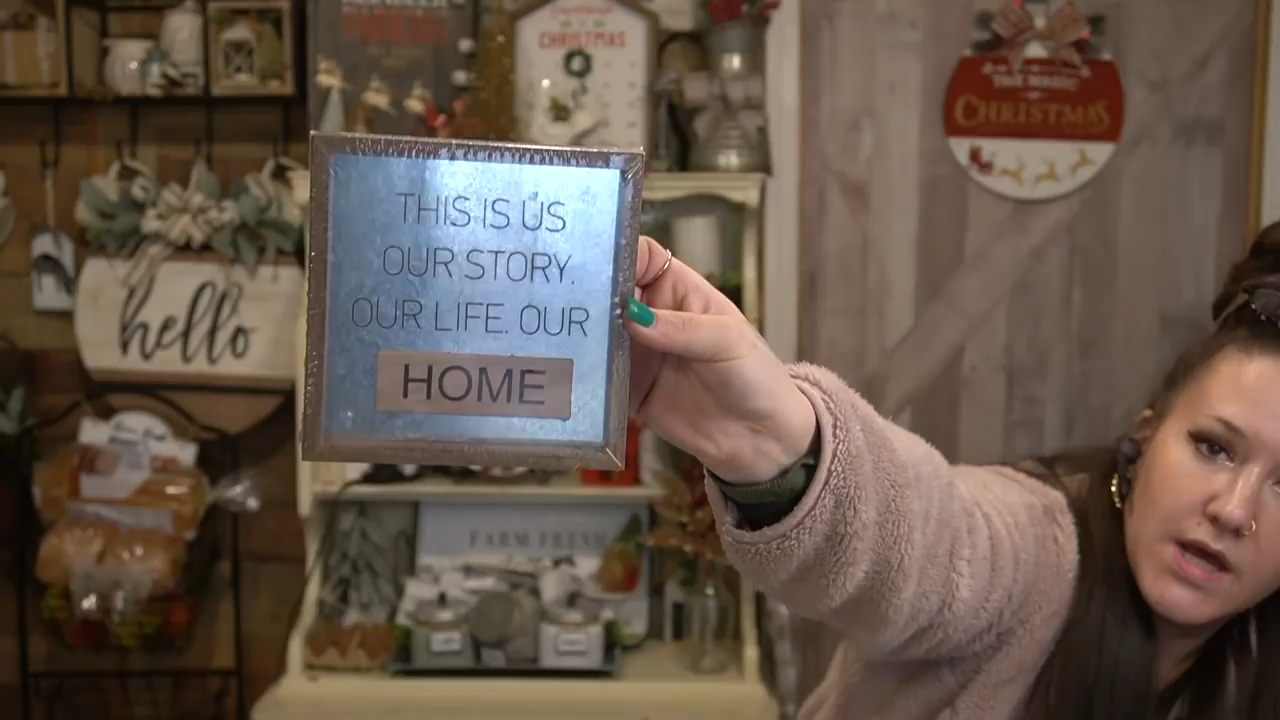 CHRISTMAS
CHRISTMAS
THIS IS US
OUR STORY.
OUR LIFE. OUR
HOME
hello
FARM FRESH